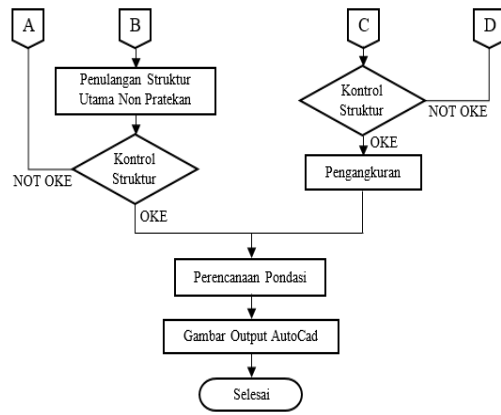 A
B
C
D
Penulangan Struktur
Utama Non Pratekan
Kontrol
Struktur
NOT OKE
OKE
Kontrol
Struktur
NOT OKE
OKE
Pengangkuran
Perencanaan Pondasi
Gambar Output AutoCad
Selesai